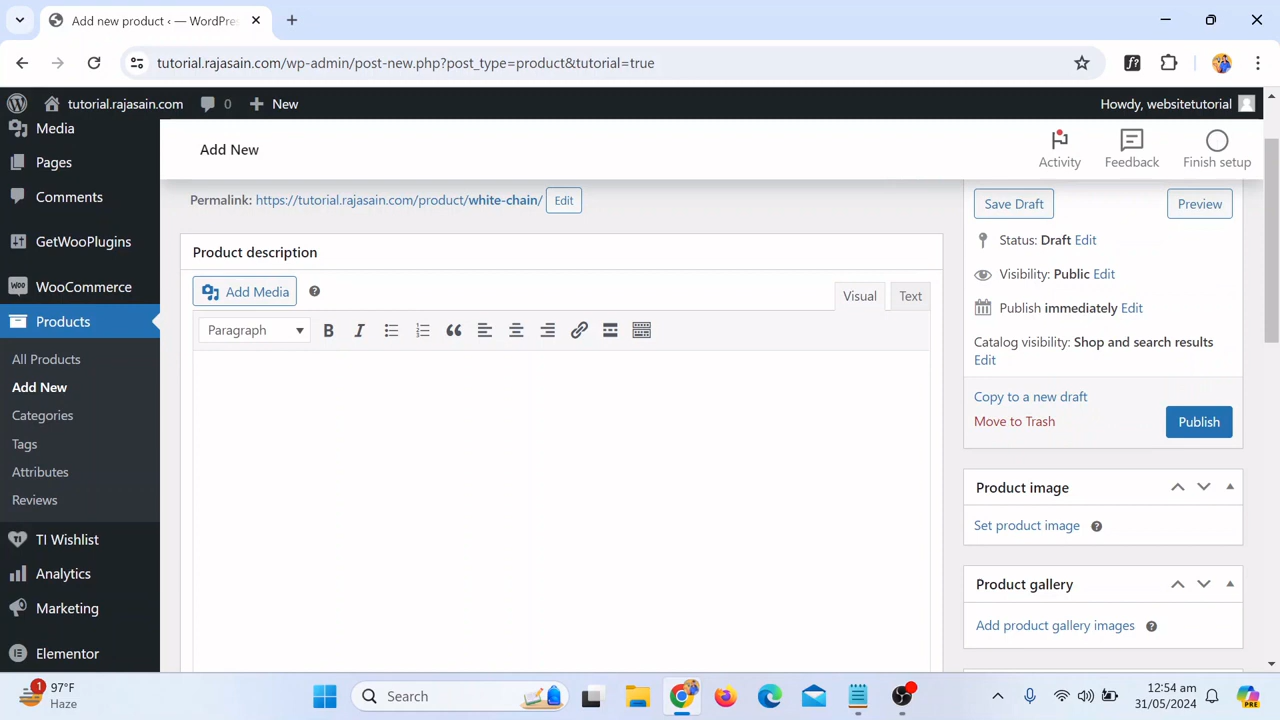 Add new product ‹ — WordPre
tutorial.rajasain.com/wp-admin/post-new.php?post_type=product&tutorial=true
tutorial.rajasain.com
0
New
Howdy, websitetutorial
Media
Pages
Comments
GetWooPlugins
WooCommerce
Products
All Products
Add New
Categories
Tags
Attributes
Reviews
TI Wishlist
Analytics
Marketing
Elementor
Add New
Activity
Feedback
Finish setup
Permalink: https://tutorial.rajasain.com/product/white-chain/ Edit
Product description
Add Media
Visual
Text
Paragraph
Save Draft
Preview
Status: Draft Edit
Visibility: Public Edit
Publish immediately Edit
Catalog visibility: Shop and search results
Edit
Copy to a new draft
Move to Trash
Publish
Product image
Set product image
Product gallery
Add product gallery images
1
97°F
Haze
Search
12:54 am
31/05/2024
PRE